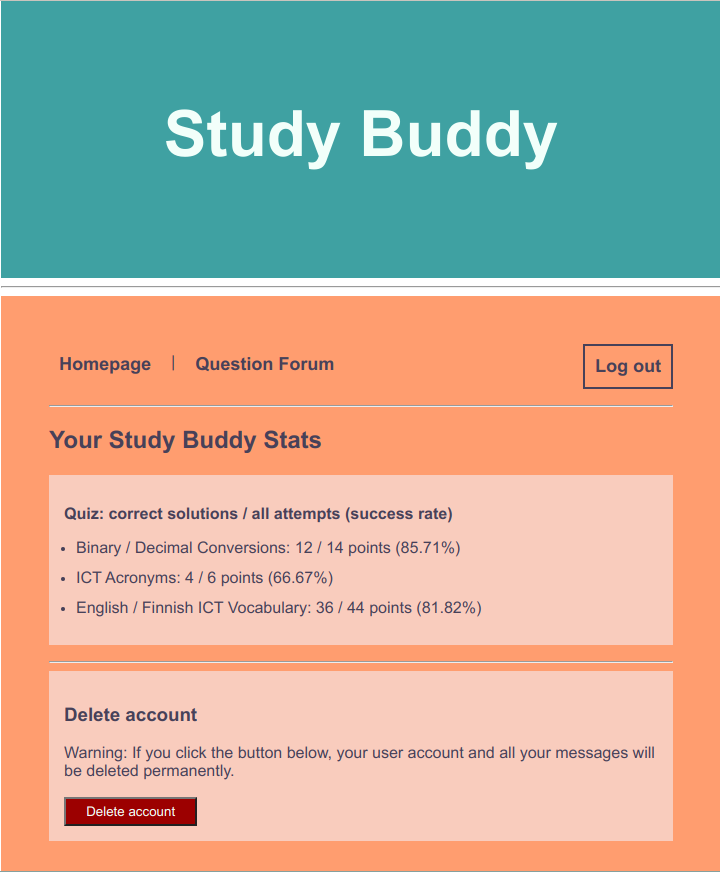 Study Buddy
Homepage | Question Forum Log out
Your Study Buddy Stats
Quiz: correct solutions / all attempts (success rate)
• Binary / Decimal Conversions: 12 / 14 points (85.71%)
• ICT Acronyms: 4 / 6 points (66.67%)
• English / Finnish ICT Vocabulary: 36 / 44 points (81.82%)
Delete account
Warning: If you click the button below, your user account and all your messages will
be deleted permanently.
Delete account